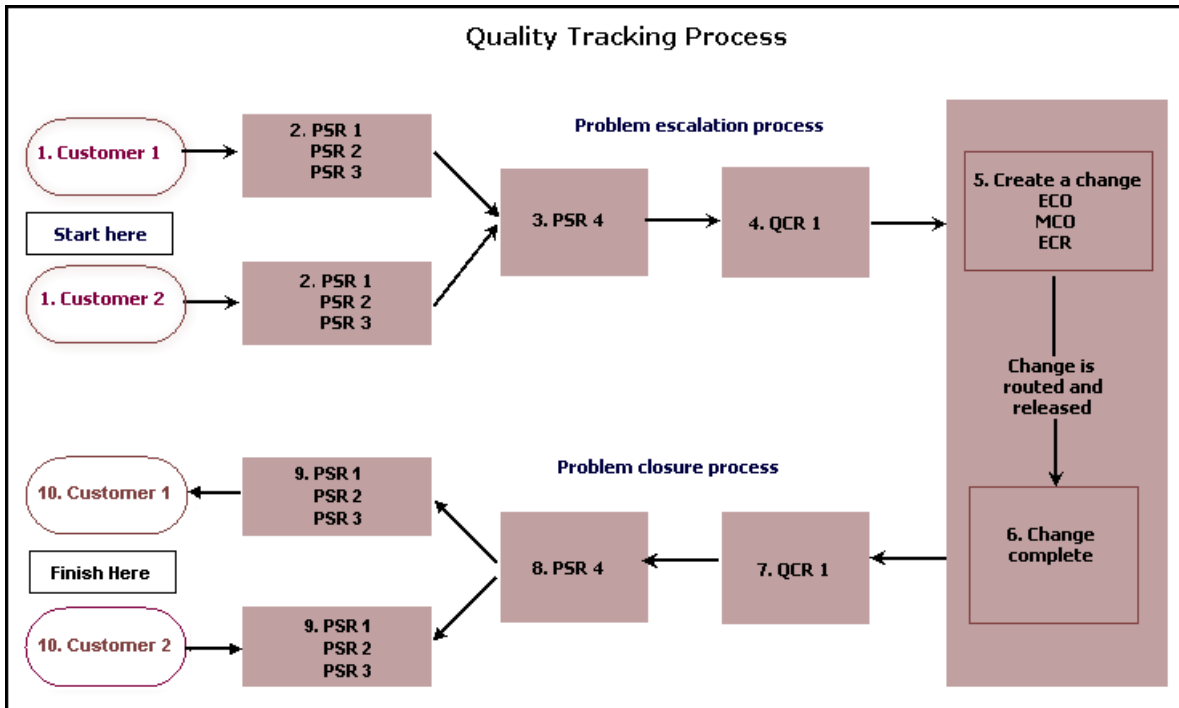 Quality Tracking Process
1. Customer 1
2. PSR 1
PSR 2
PSR 3
Start here
1. Customer 2
2. PSR 1
PSR 2
PSR 3
Problem escalation process
3. PSR 4
4. QCR 1
5. Create a change
ECO
MCO
ECR
Change is
routed and
released
6. Change
complete
Problem closure process
7. QCR 1
8. PSR 4
9. PSR 1
PSR 2
PSR 3
10. Customer 1
Finish Here
9. PSR 1
PSR 2
PSR 3
10. Customer 2